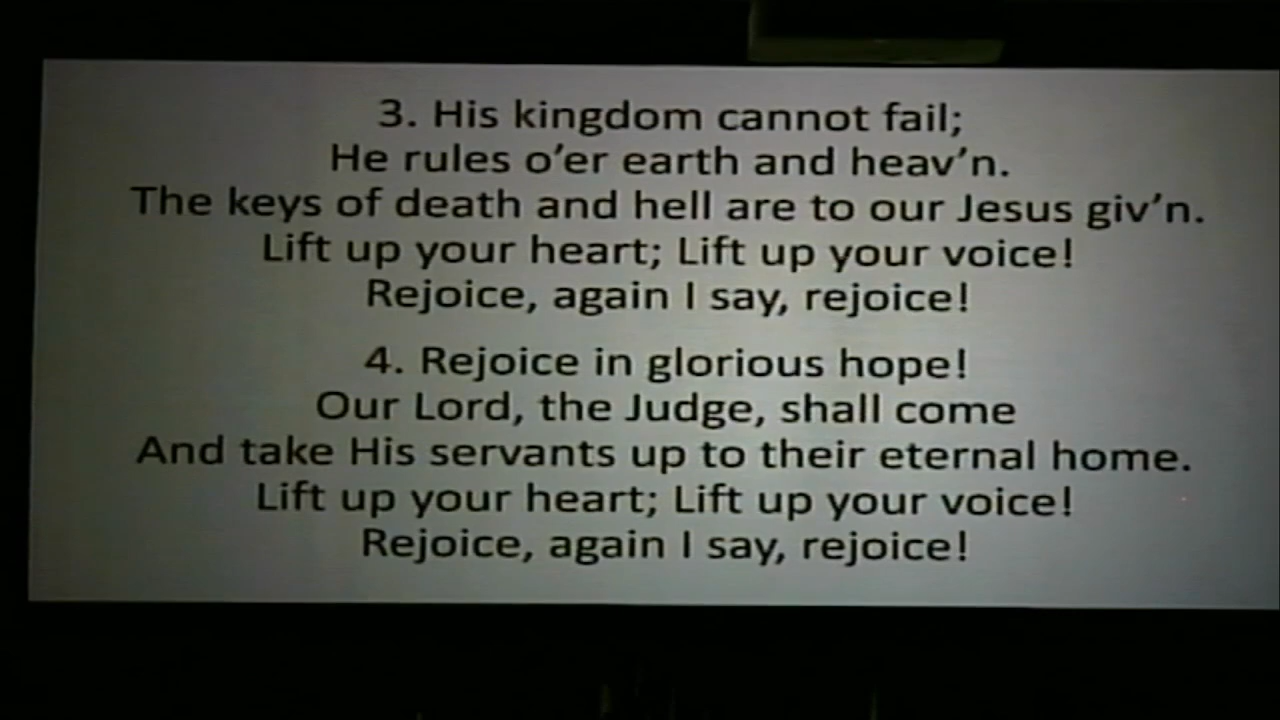 3. His kingdom cannot fail;
He rules o’er earth and heav’n.
The keys of death and hell are to our Jesus giv’n.
Lift up your heart; Lift up your voice!
Rejoice, again I say, rejoice!
4. Rejoice in glorious hope!
Our Lord, the Judge, shall come
And take His servants up to their eternal home.
Lift up your heart; Lift up your voice!
Rejoice, again I say, rejoice!